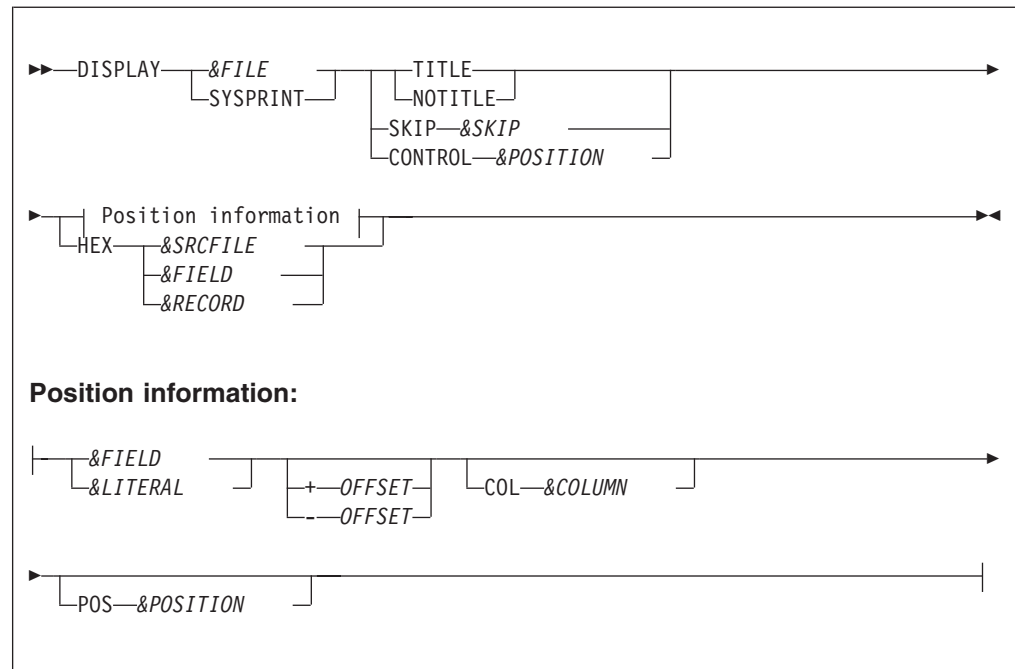 DISPLAY &FILE TITLE
SYSPRINT NOTITLE
SKIP &SKIP
CONTROL &POSITION
Position information
HEX &SRCFILE
&FIELD
&RECORD
Position information:
&FIELD
&LITERAL + OFFSET COL &COLUMN
- OFFSET
POS &POSITION